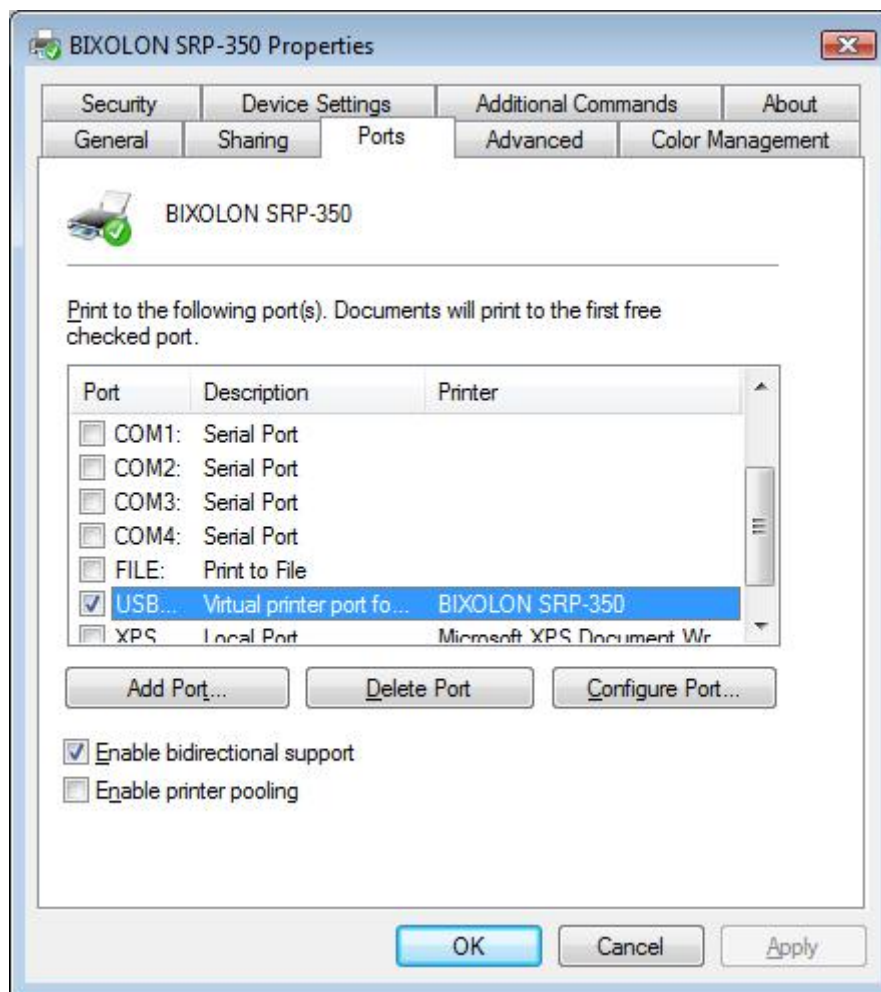 BIXOLON SRP-350 Properties
Security Device Settings Additional Commands About
General Sharing Ports Advanced Color Management
BIXOLON SRP-350
Print to the following port(s). Documents will print to the first free
checked port.
Port Description Printer
COM1: Serial Port
COM2: Serial Port
COM3: Serial Port
COM4: Serial Port
FILE: Print to File
USB... Virtual printer port fo... BIXOLON SRP-350
XPS Local Port Microsoft XPS Document Wr
Add Port... Delete Port Configure Port...
Enable bidirectional support
Enable printer pooling
OK Cancel Apply